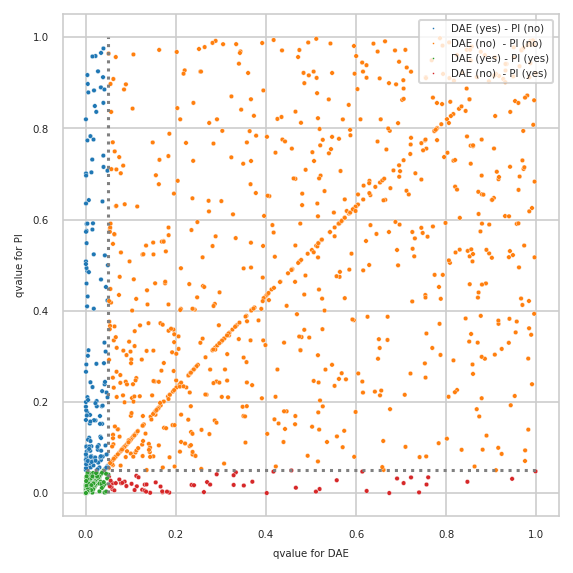 DAE (yes) - PI (no)
DAE (no) - PI (no)
DAE (yes) - PI (yes)
DAE (no) - PI (yes)
1.0
0.8
0.6
0.4
0.2
0.0
qvalue for PI
0.0 0.2 0.4 0.6 0.8 1.0
qvalue for DAE